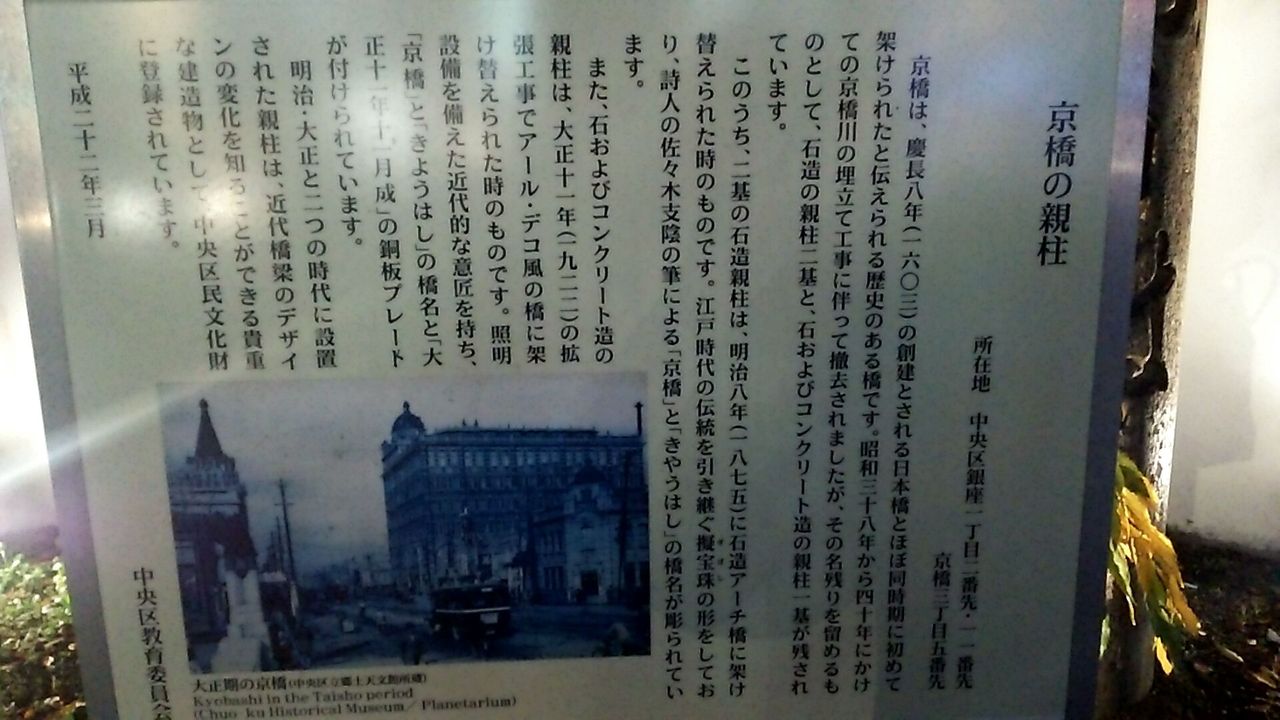 京橋の親柱
所在地　中央区銀座一丁目二番先・一一番先
京橋三丁目五番先
京橋は、慶長八年(一六〇三)の創建とされる日本橋とほぼ同時期に初めて
架けられたと伝えられる歴史のある橋です。昭和三十八年から四十年にかけ
ての京橋川の埋立て工事に伴って撤去されましたが、その名残りを留めるも
のとして、石造の親柱二基と、石およびコンクリート造の親柱一基が残され
ています。
このうち、二基の石造親柱は、明治八年(一八七五)に石造アーチ橋に架け
替えられた時のものです。江戸時代の伝統を引き継ぐ擬宝珠の形をしてお
り、詩人の佐々木支陰の筆による「京橋」と「きやうはし」の橋名が彫られてい
ます。
また、石およびコンクリート造の
親柱は、大正十一年(一九二二)の拡
張工事でアール・デコ風の橋に架
け替えられた時のものです。照明
設備を備えた近代的な意匠を持ち、
「京橋」と「きようはし」の橋名と「大
正十一年十一月成」の銅板プレート
が付けられています。
明治・大正と二つの時代に設置
された親柱は、近代橋梁のデザイ
ンの変化を知ることができる貴重
な建造物として、中央区民文化財
に登録されています。
平成二十二年三月
中央区教育委員会
大正期の京橋(中央区立郷土天文館所蔵)
Kyobashi in the Taisho period
(Chuo-ku Historical Museum／Planetarium)